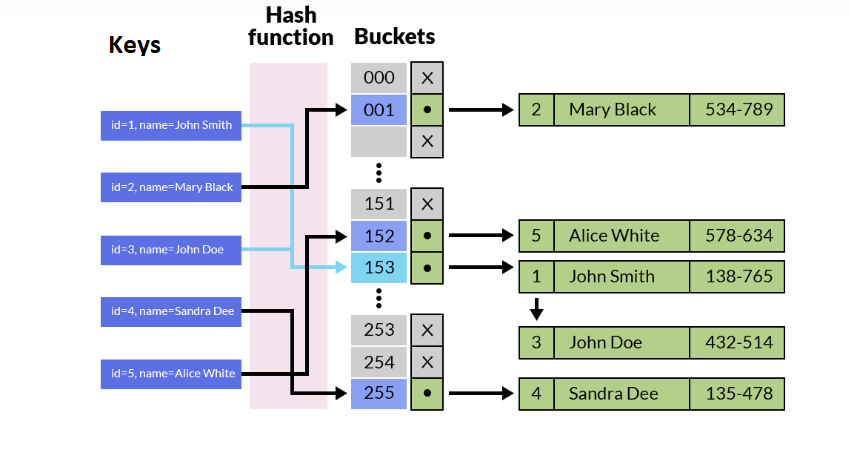 Keys
Hash
function
Buckets
id=1, name=John Smith
id=2, name=Mary Black
id=3, name=John Doe
id=4, name=Sandra Dee
id=5, name=Alice White
000 X
001
X
151 X
152
153
253 X
254 X
255
2 Mary Black 534-789
5 Alice White 578-634
1 John Smith 138-765
3 John Doe 432-514
4 Sandra Dee 135-478